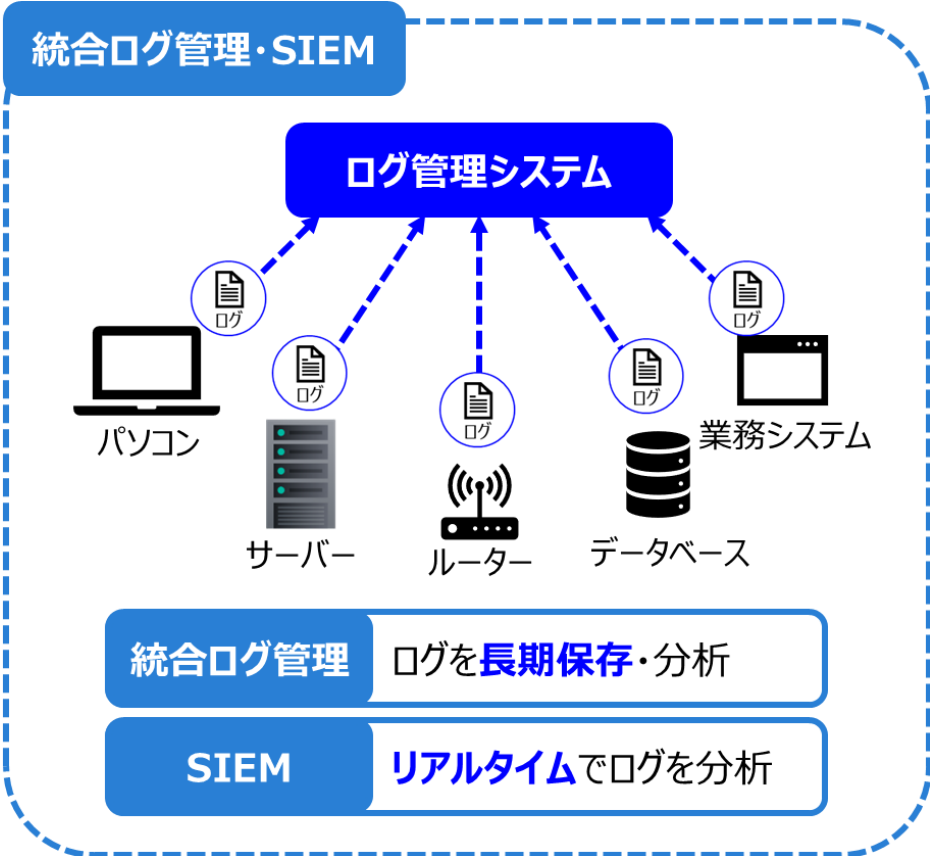 統合ログ管理・SIEM
ログ管理システム
ログ
ログ
ログ
ログ
ログ
パソコン
サーバー
ルーター
データベース
業務システム
統合ログ管理
ログを長期保存・分析
SIEM
リアルタイムでログを分析